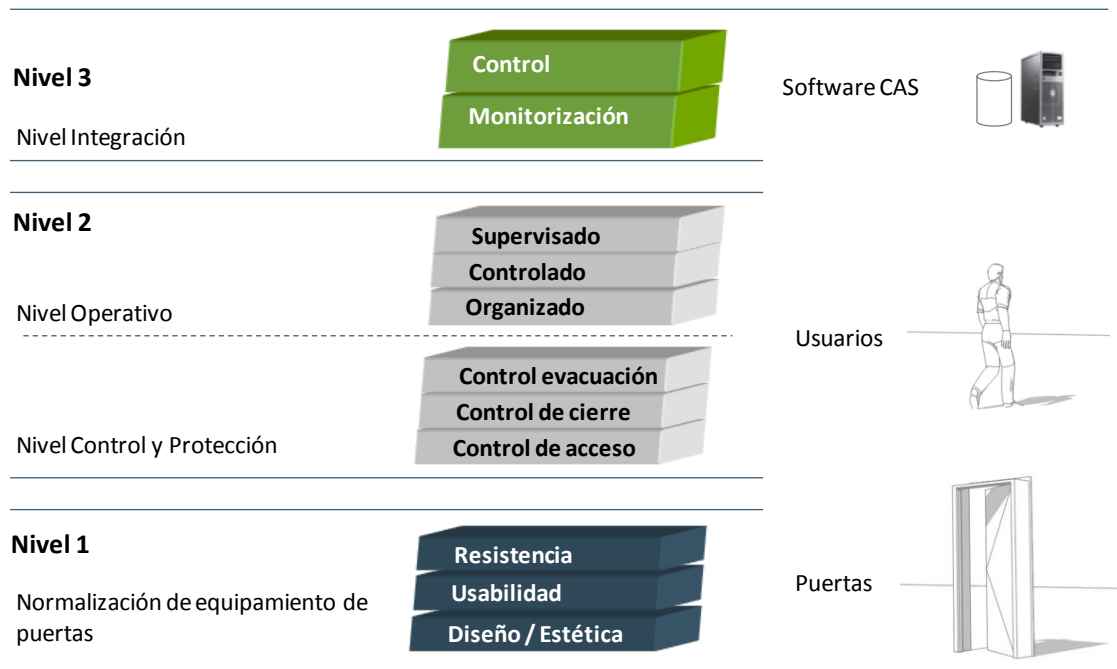 Nivel 3
Nivel Integración
Control
Monitorización
Software CAS
Nivel 2
Nivel Operativo
Supervisado
Controlado
Organizado
Usuarios
Nivel Control y Protección
Control evacuación
Control de cierre
Control de acceso
Nivel 1
Normalización de equipamiento de
puertas
Resistencia
Usabilidad
Diseño / Estética
Puertas